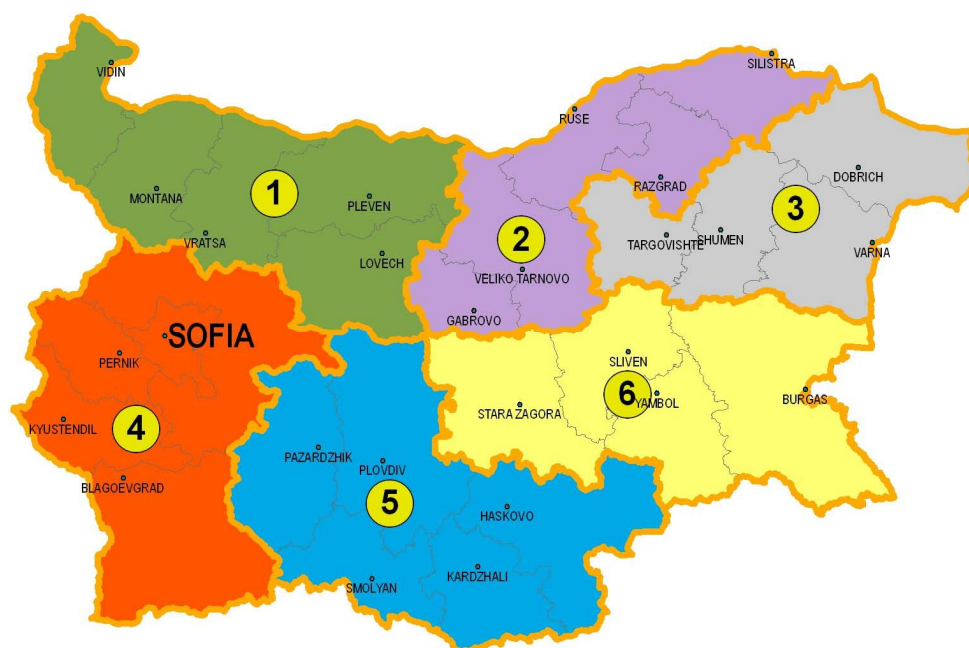 SILISTRA
VIDIN
RUSE
DOBRICH
RAZGRAD
MONTANA
1
PLEVEN
3
VRATSA
2
TARGOVISHTE
SHUMEN
VARNA
LOVECH
VELIKO TARNOVO
GABROVO
SOFIA
PERNIK
SLIVEN
6
YAMBOL
BURGAS
STARA ZAGORA
KYUSTENDIL
4
PAZARDZHIK
PLOVDIV
BLAGOEVGRAD
5
HASKOVO
KARDZHALI
SMOLYAN